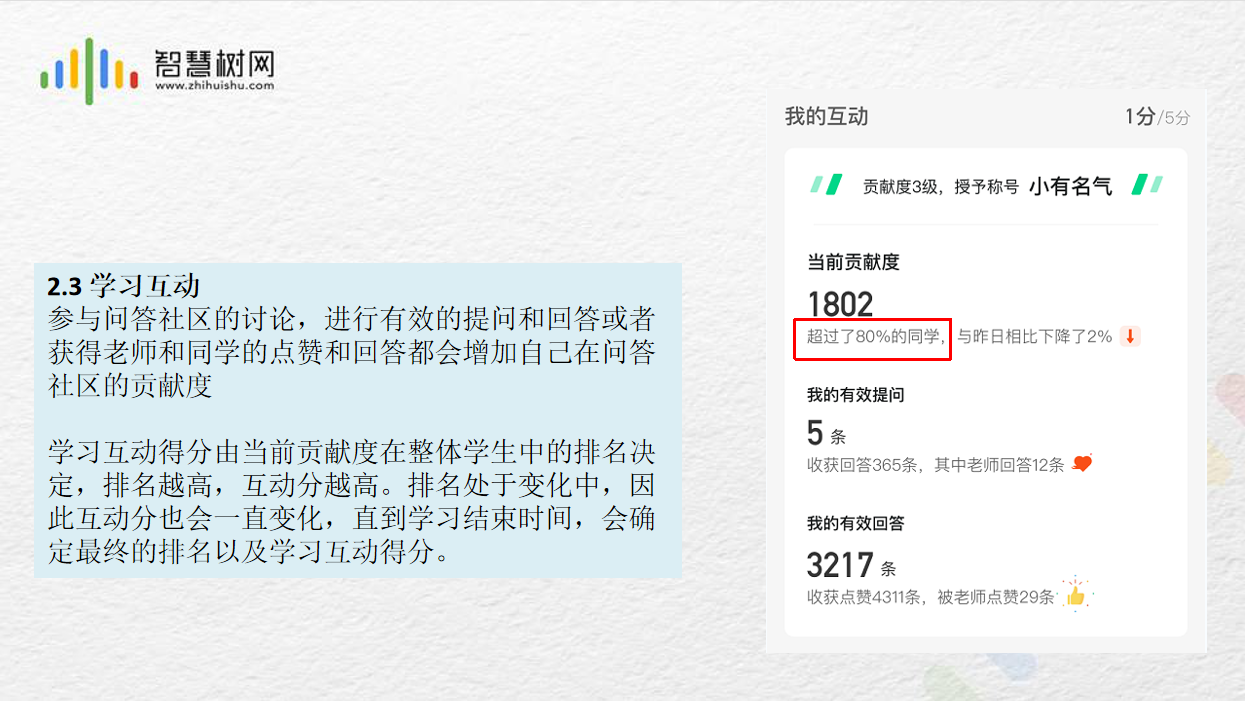 智慧树网
www.zhihuishu.com
2.3 学习互动
参与问答社区的讨论，进行有效的提问和回答或者
获得老师和同学的点赞和回答都会增加自己在问答
社区的贡献度
学习互动得分由当前贡献度在整体学生中的排名决
定，排名越高，互动分越高。排名处于变化中，因
此互动分也会一直变化，直到学习结束时间，会确
定最终的排名以及学习互动得分。
我的互动 1分/5分
贡献度3级，授予称号 小有名气
当前贡献度
1802
超过了80%的同学，与昨日相比下降了2%
我的有效提问
5 条
收获回答365条，其中老师回答12条
我的有效回答
3217 条
收获点赞4311条，被老师点赞29条